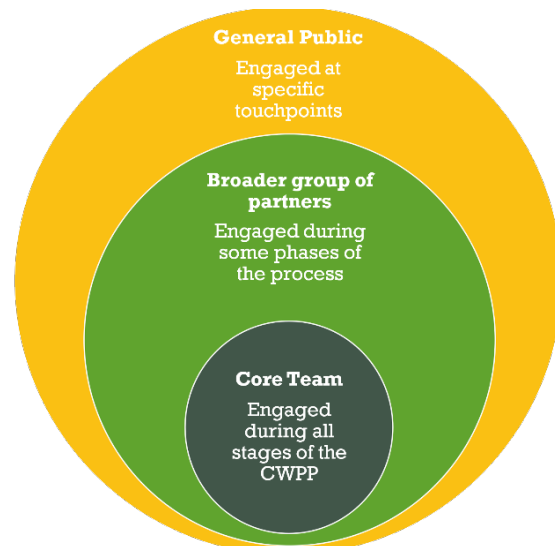 General Public
Engaged at
specific
touchpoints
Broader group of
partners
Engaged during
some phases of
the process
Core Team
Engaged
during all
stages of the
CWPP